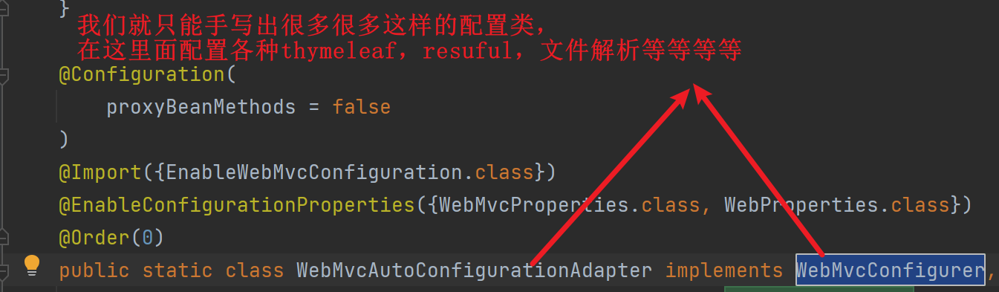 }
我们就只能手写出很多很多这样的配置类，
在这里面配置各种thymeleaf，resuful，文件解析等等等等
@Configuration(
proxyBeanMethods = false
)
@Import({EnableWebMvcConfiguration.class})
@EnableConfigurationProperties({WebMvcProperties.class, WebProperties.class})
@Order(0)
public static class WebMvcAutoConfigurationAdapter implements WebMvcConfigurer,